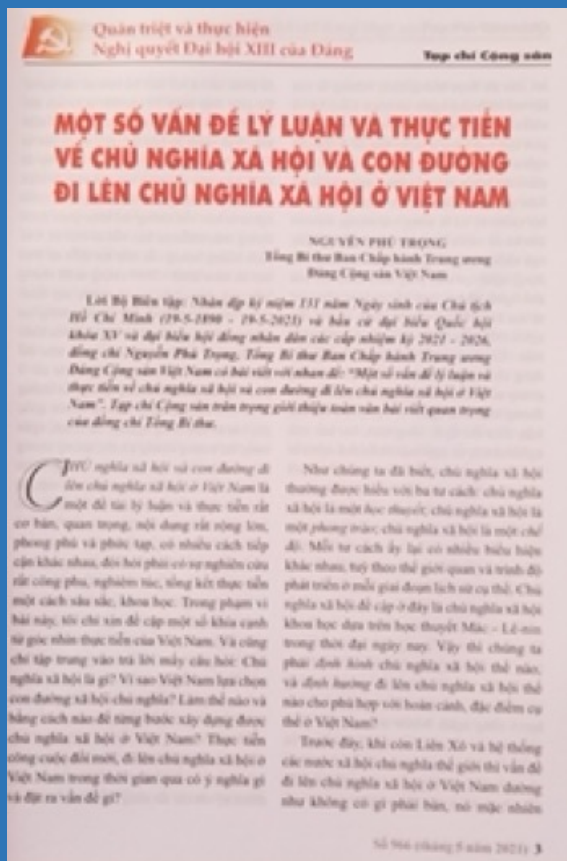 Quán triệt và thực hiện
Nghị quyết Đại hội XIII của Đảng
Tạp chí Cộng sản
MỘT SỐ VẤN ĐỀ LÝ LUẬN VÀ THỰC TIỄN
VỀ CHỦ NGHĨA XÃ HỘI VÀ CON ĐƯỜNG
ĐI LÊN CHỦ NGHĨA XÃ HỘI Ở VIỆT NAM
NGUYỄN PHÚ TRỌNG
Tổng Bí thư Ban Chấp hành Trung ương
Đảng Cộng sản Việt Nam
Lời Bộ Biên tập: Nhân dịp kỷ niệm 131 năm Ngày sinh của Chủ tịch
Hồ Chí Minh (19-5-1890 - 19-5-2021) và bầu cử đại biểu Quốc hội
khóa XV và đại biểu hội đồng nhân dân các cấp nhiệm kỳ 2021 - 2026,
đồng chí Nguyễn Phú Trọng, Tổng Bí thư Ban Chấp hành Trung ương
Đảng Cộng sản Việt Nam có bài viết với nhan đề: "Một số vấn đề lý luận và
thực tiễn về chủ nghĩa xã hội và con đường đi lên chủ nghĩa xã hội ở Việt
Nam". Tạp chí Cộng sản trân trọng giới thiệu toàn văn bài viết quan trọng
của đồng chí Tổng Bí thư.
CHỦ nghĩa xã hội và con đường đi
lên chủ nghĩa xã hội ở Việt Nam là
một đề tài lý luận và thực tiễn rất
cơ bản, quan trọng, nội dung rất rộng lớn,
phong phú và phức tạp, có nhiều cách tiếp
cận khác nhau, đòi hỏi phải có sự nghiên cứu
rất công phu, nghiêm túc, tổng kết thực tiễn
một cách sâu sắc, khoa học. Trong phạm vi
bài này, tôi chỉ xin đề cập một số khía cạnh
từ góc nhìn thực tiễn của Việt Nam. Và cũng
chỉ tập trung vào trả lời mấy câu hỏi: Chủ
nghĩa xã hội là gì? Vì sao Việt Nam lựa chọn
con đường xã hội chủ nghĩa? Làm thế nào và
bằng cách nào để từng bước xây dựng được
chủ nghĩa xã hội ở Việt Nam? Thực tiễn
công cuộc đổi mới, đi lên chủ nghĩa xã hội ở
Việt Nam trong thời gian qua có ý nghĩa gì
và đặt ra vấn đề gì?
Như chúng ta đã biết, chủ nghĩa xã hội
thường được hiểu với ba tư cách: chủ nghĩa
xã hội là một học thuyết; chủ nghĩa xã hội là
một phong trào; chủ nghĩa xã hội là một chế
độ. Mỗi tư cách ấy lại có nhiều biểu hiện
khác nhau, tuỳ theo thế giới quan và trình độ
phát triển ở mỗi giai đoạn lịch sử cụ thể. Chủ
nghĩa xã hội đề cập ở đây là chủ nghĩa xã hội
khoa học dựa trên học thuyết Mác - Lê-nin
trong thời đại ngày nay. Vậy thì chúng ta
phải định hình chủ nghĩa xã hội thế nào,
và định hướng đi lên chủ nghĩa xã hội thế
nào cho phù hợp với hoàn cảnh, đặc điểm cụ
thể ở Việt Nam?
Trước đây, khi còn Liên Xô và hệ thống
các nước xã hội chủ nghĩa thế giới thì vấn đề
đi lên chủ nghĩa xã hội ở Việt Nam dường
như không có gì phải bàn, nó mặc nhiên
Số 966 (tháng 5 năm 2021) 3